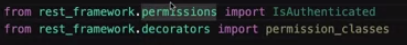 from rest_framework.permissions import IsAuthenticated
from rest_framework.decorators import permission_classes